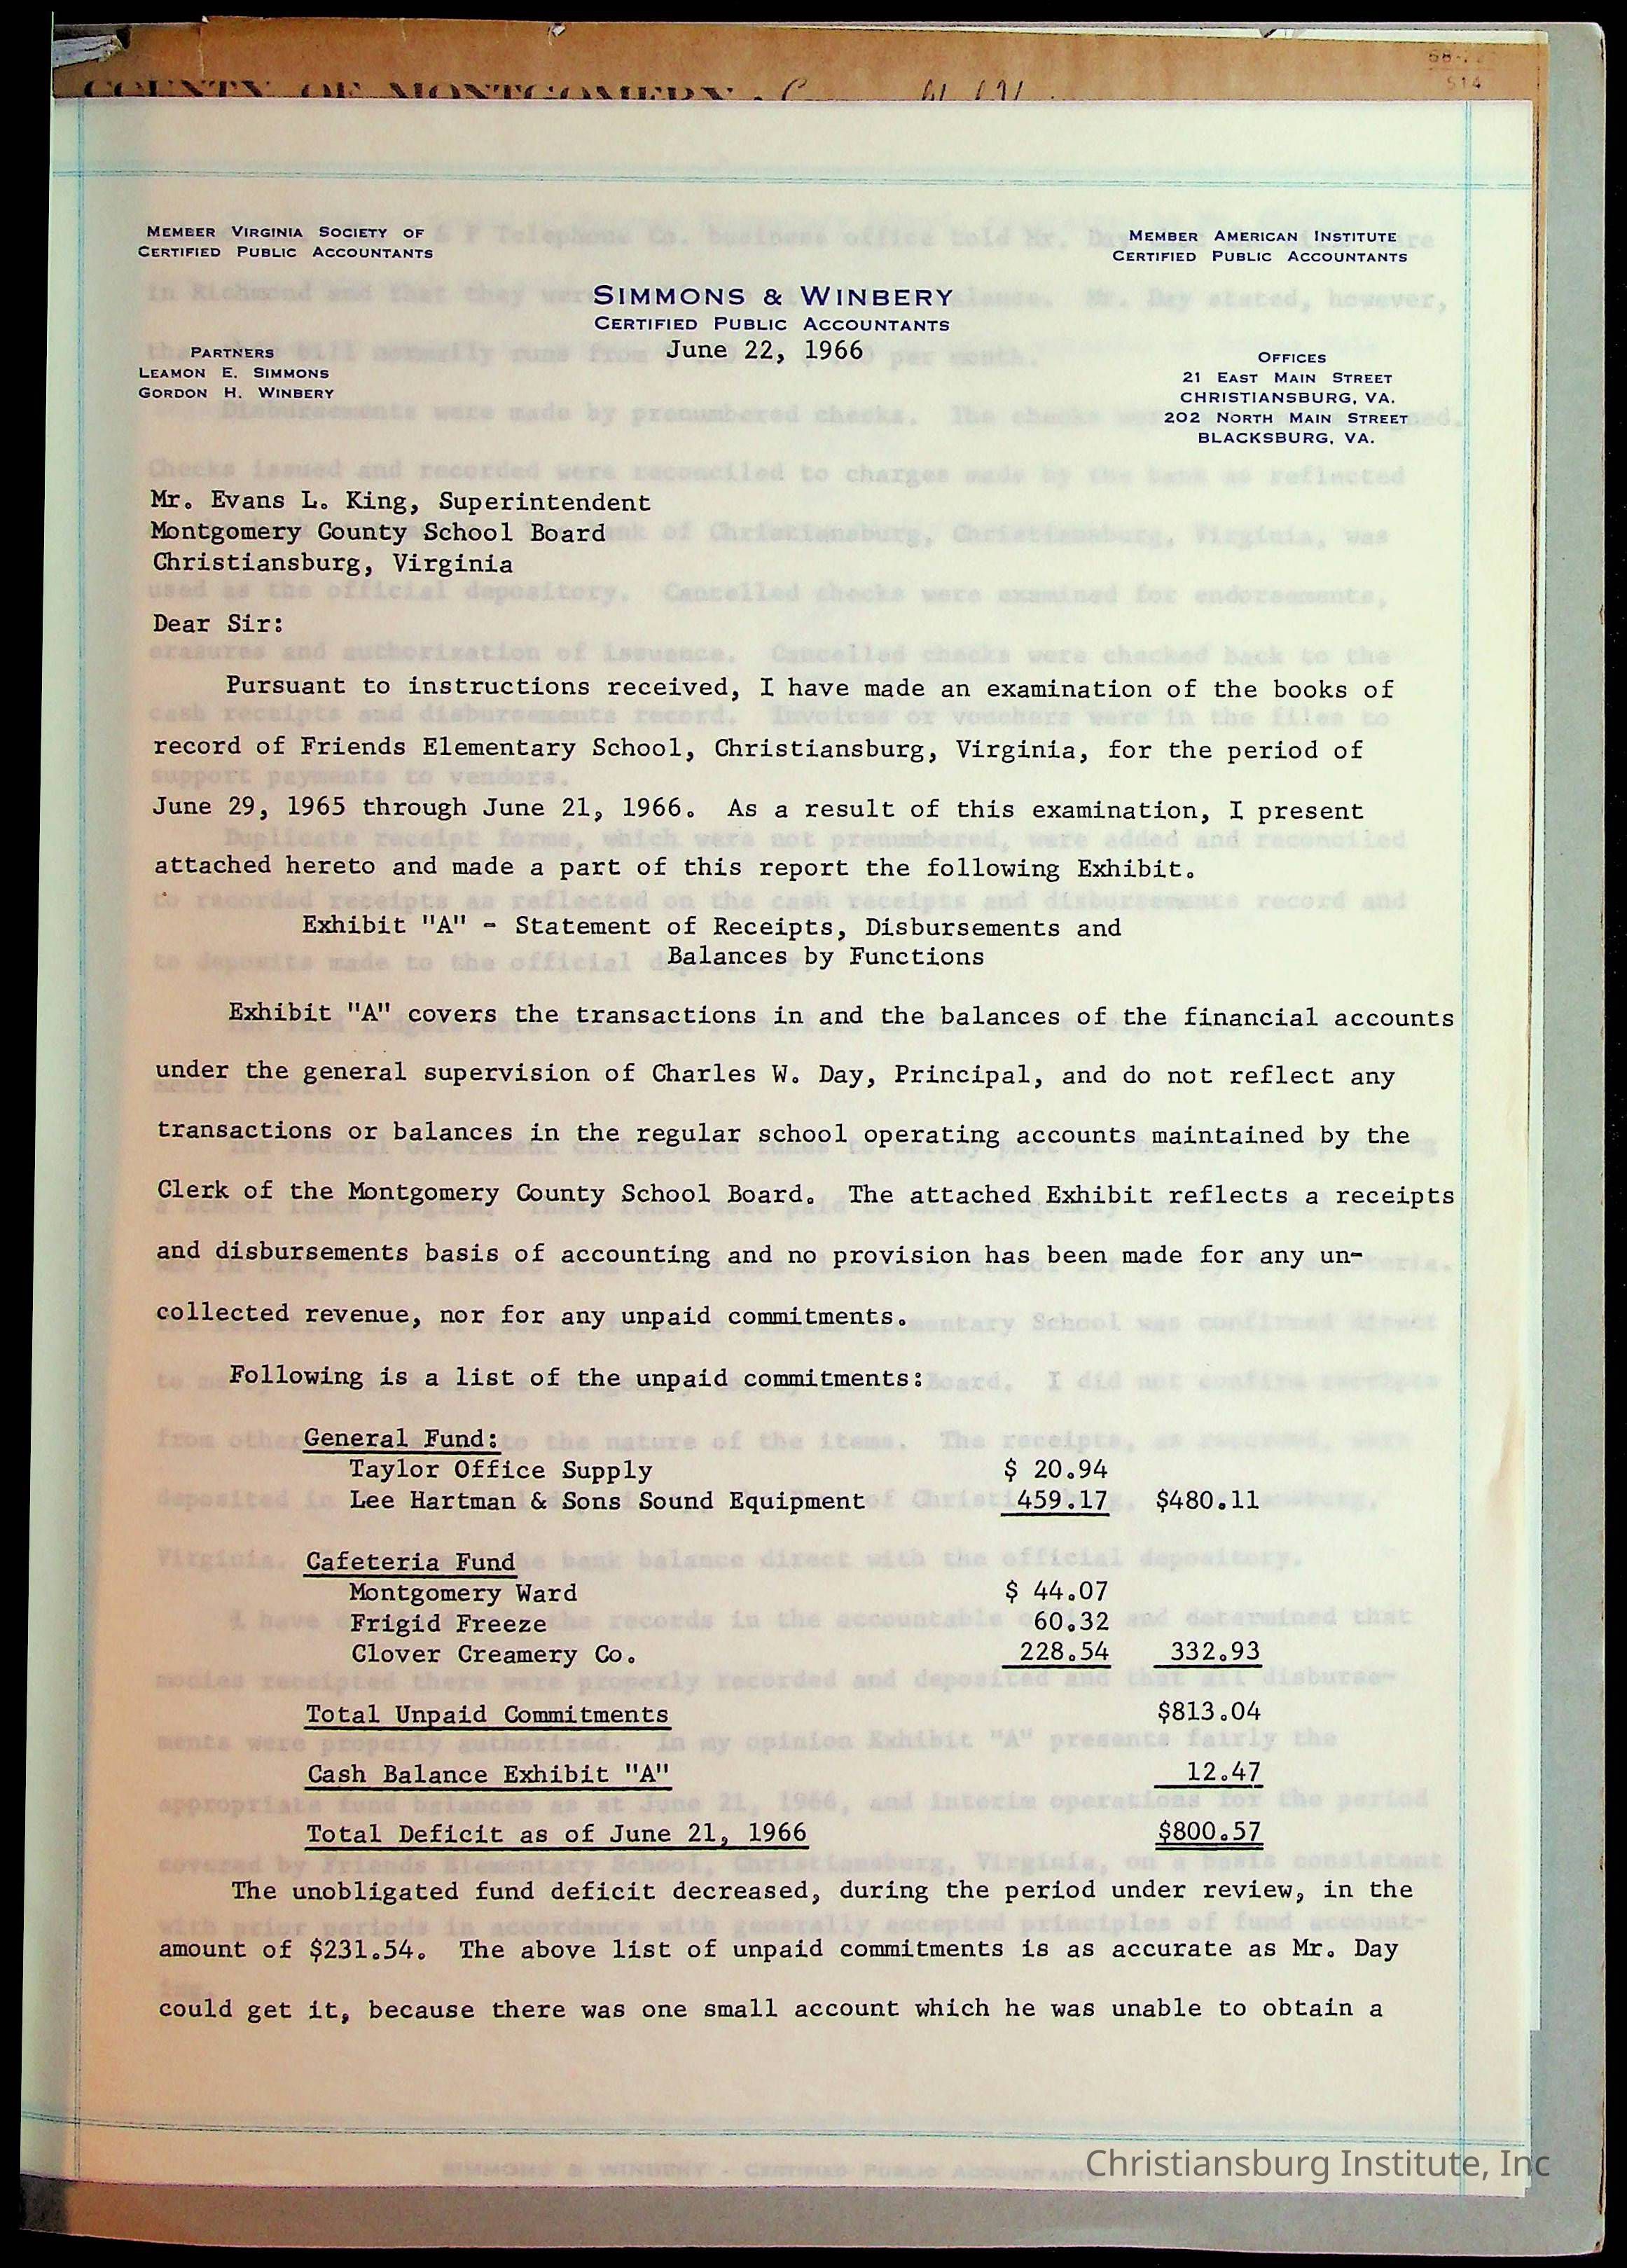 COUNTY OF MONTGOMERY
514
MEMBER VIRGINIA SOCIETY OF
CERTIFIED PUBLIC ACCOUNTANTS
MEMBER AMERICAN INSTITUTE
CERTIFIED PUBLIC ACCOUNTANTS
SIMMONS & WINBERY
CERTIFIED PUBLIC ACCOUNTANTS
June 22, 1966
PARTNERS
LEAMON E. SIMMONS
GORDON H. WINBERY
OFFICES
21 EAST MAIN STREET
CHRISTIANSBURG, VA.
202 NORTH MAIN STREET
BLACKSBURG, VA.
Mr. Evans L. King, Superintendent
Montgomery County School Board
Christiansburg, Virginia
Dear Sir:
Pursuant to instructions received, I have made an examination of the books of
record of Friends Elementary School, Christiansburg, Virginia, for the period of
June 29, 1965 through June 21, 1966. As a result of this examination, I present
attached hereto and made a part of this report the following Exhibit.
Exhibit "A" - Statement of Receipts, Disbursements and
Balances by Functions
Exhibit "A" covers the transactions in and the balances of the financial accounts
under the general supervision of Charles W. Day, Principal, and do not reflect any
transactions or balances in the regular school operating accounts maintained by the
Clerk of the Montgomery County School Board. The attached Exhibit reflects a receipts
and disbursements basis of accounting and no provision has been made for any un-
collected revenue, nor for any unpaid commitments.
Following is a list of the unpaid commitments:
General Fund:
Taylor Office Supply $ 20.94
Lee Hartman & Sons Sound Equipment 459.17 $480.11
Cafeteria Fund
Montgomery Ward $ 44.07
Frigid Freeze 60.32
Clover Creamery Co. 228.54 332.93
Total Unpaid Commitments $813.04
Cash Balance Exhibit "A" 12.47
Total Deficit as of June 21, 1966 $800.57
The unobligated fund deficit decreased, during the period under review, in the
amount of $231.54. The above list of unpaid commitments is as accurate as Mr. Day
could get it, because there was one small account which he was unable to obtain a
SIMMONS & WINBERY - CERTIFIED PUBLIC ACCOUNTANTS
Christiansburg Institute, Inc